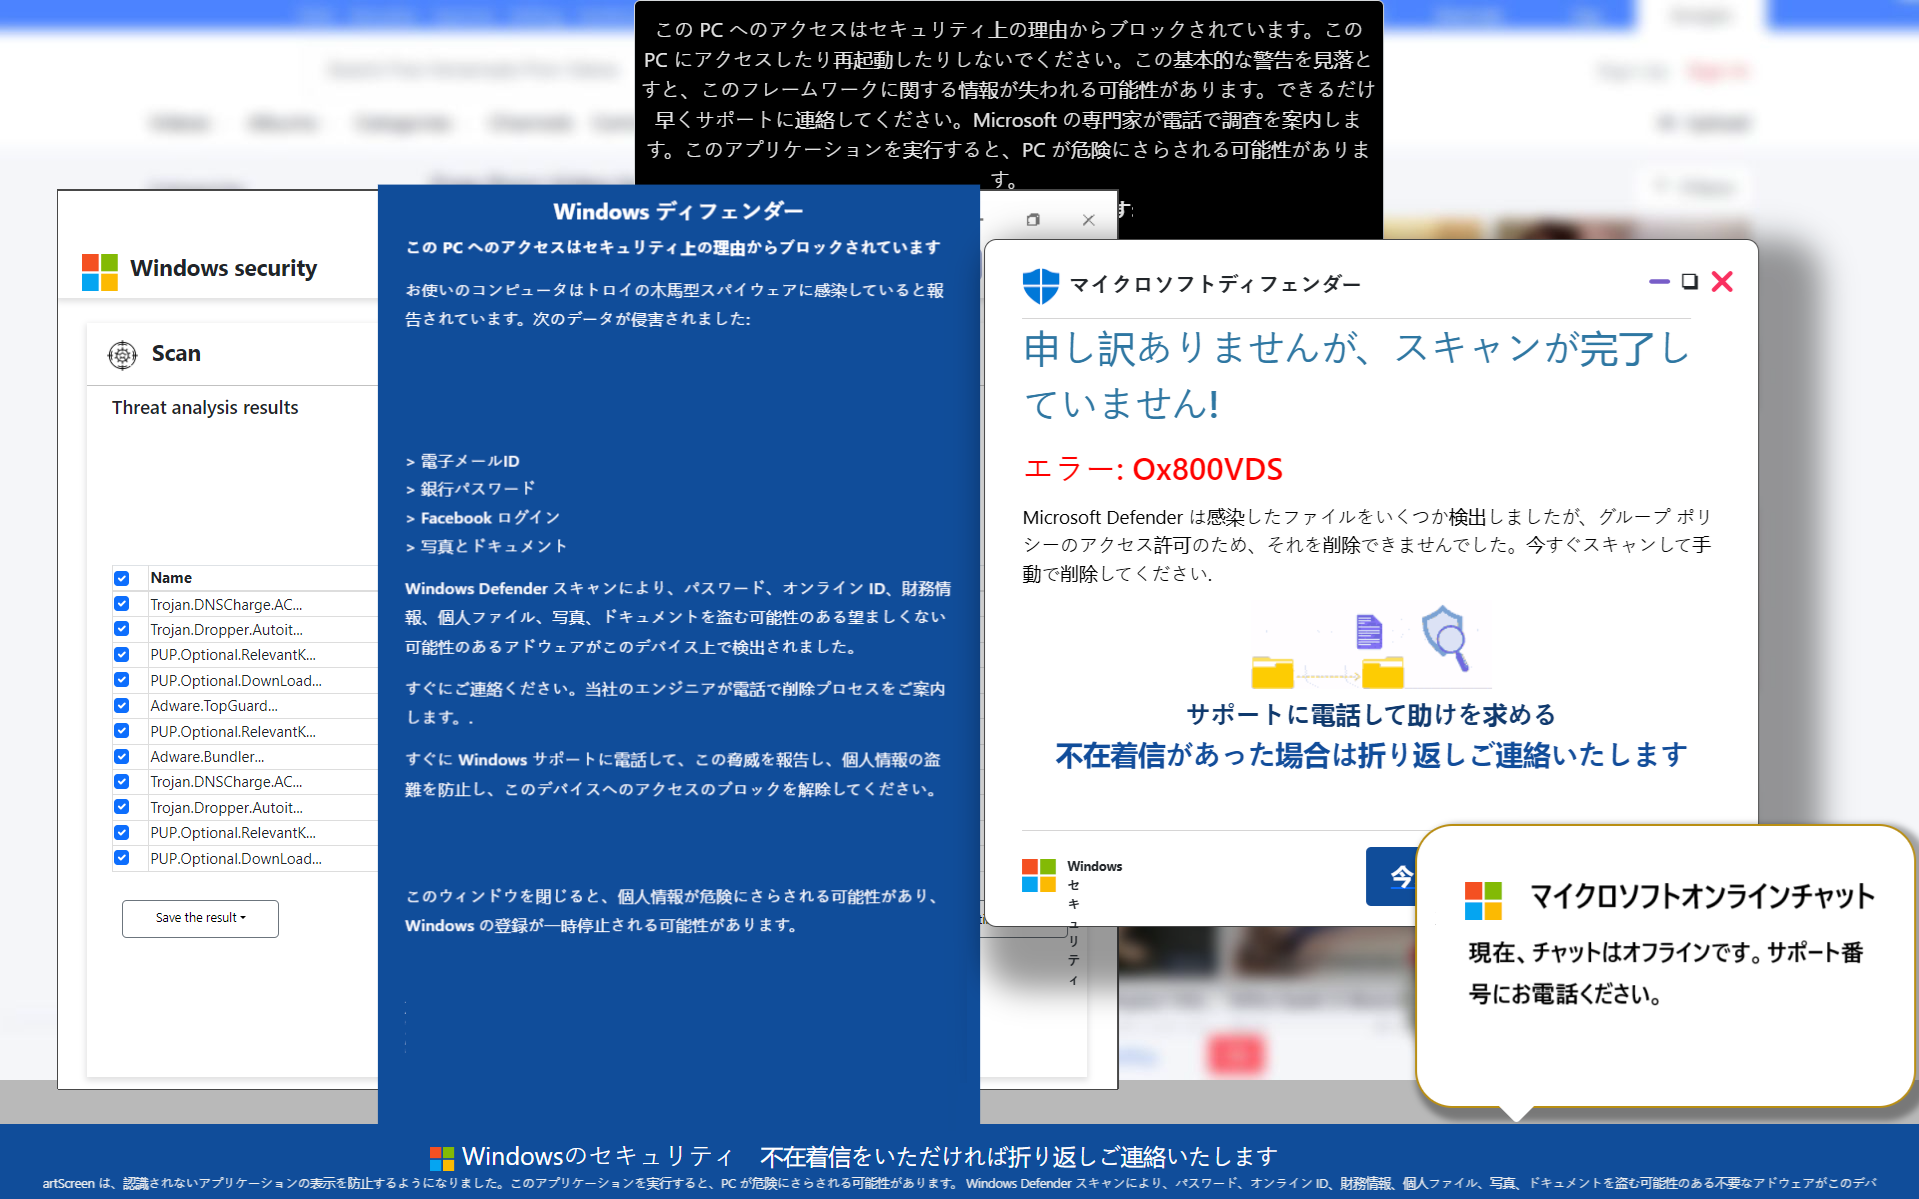 この PC へのアクセスはセキュリティ上の理由からブロックされています。この
PC にアクセスしたり再起動したりしないでください。この基本的な警告を見落と
すと、このフレームワークに関する情報が失われる可能性があります。できるだけ
早くサポートに連絡してください。Microsoft の専門家が電話で調査を案内しま
す。このアプリケーションを実行すると、PC が危険にさらされる可能性がありま
す。
Windows security
Scan
Threat analysis results
Name
Trojan.DNSCharge.AC...
Trojan.Dropper.Autoit...
PUP.Optional.RelevantK...
PUP.Optional.DownLoad...
Adware.TopGuard...
PUP.Optional.RelevantK...
Adware.Bundler...
Trojan.DNSCharge.AC...
Trojan.Dropper.Autoit...
PUP.Optional.RelevantK...
PUP.Optional.DownLoad...
Save the result
Windows ディフェンダー
この PC へのアクセスはセキュリティ上の理由からブロックされています
お使いのコンピュータはトロイの木馬型スパイウェアに感染していると報
告されています。次のデータが侵害されました:
> 電子メールID
> 銀行パスワード
> Facebook ログイン
> 写真とドキュメント
Windows Defender スキャンにより、パスワード、オンライン ID、財務情
報、個人ファイル、写真、ドキュメントを盗む可能性のある望ましくない
可能性のあるアドウェアがこのデバイス上で検出されました。
すぐにご連絡ください。当社のエンジニアが電話で削除プロセスをご案内
します。.
すぐに Windows サポートに電話して、この脅威を報告し、個人情報の盗
難を防止し、このデバイスへのアクセスのブロックを解除してください。
このウィンドウを閉じると、個人情報が危険にさらされる可能性があり、
Windows の登録が一時停止される可能性があります。
マイクロソフトディフェンダー
申し訳ありませんが、スキャンが完了し
ていません!
エラー: Ox800VDS
Microsoft Defender は感染したファイルをいくつか検出しましたが、グループ ポリ
シーのアクセス許可のため、それを削除できませんでした。今すぐスキャンして手
動で削除してください.
サポートに電話して助けを求める
不在着信があった場合は折り返しご連絡いたします
Windows
セキュリティ
今
マイクロソフトオンラインチャット
現在、チャットはオフラインです。サポート番
号にお電話ください。
Windowsのセキュリティ 不在着信をいただければ折り返しご連絡いたします
artScreen は、認識されないアプリケーションの表示を防止するようになりました。このアプリケーションを実行すると、PC が危険にさらされる可能性があります。 Windows Defender スキャンにより、パスワード、オンライン ID、財務情報、個人ファイル、写真、ドキュメントを盗む可能性のある不要なアドウェアがこのデバ